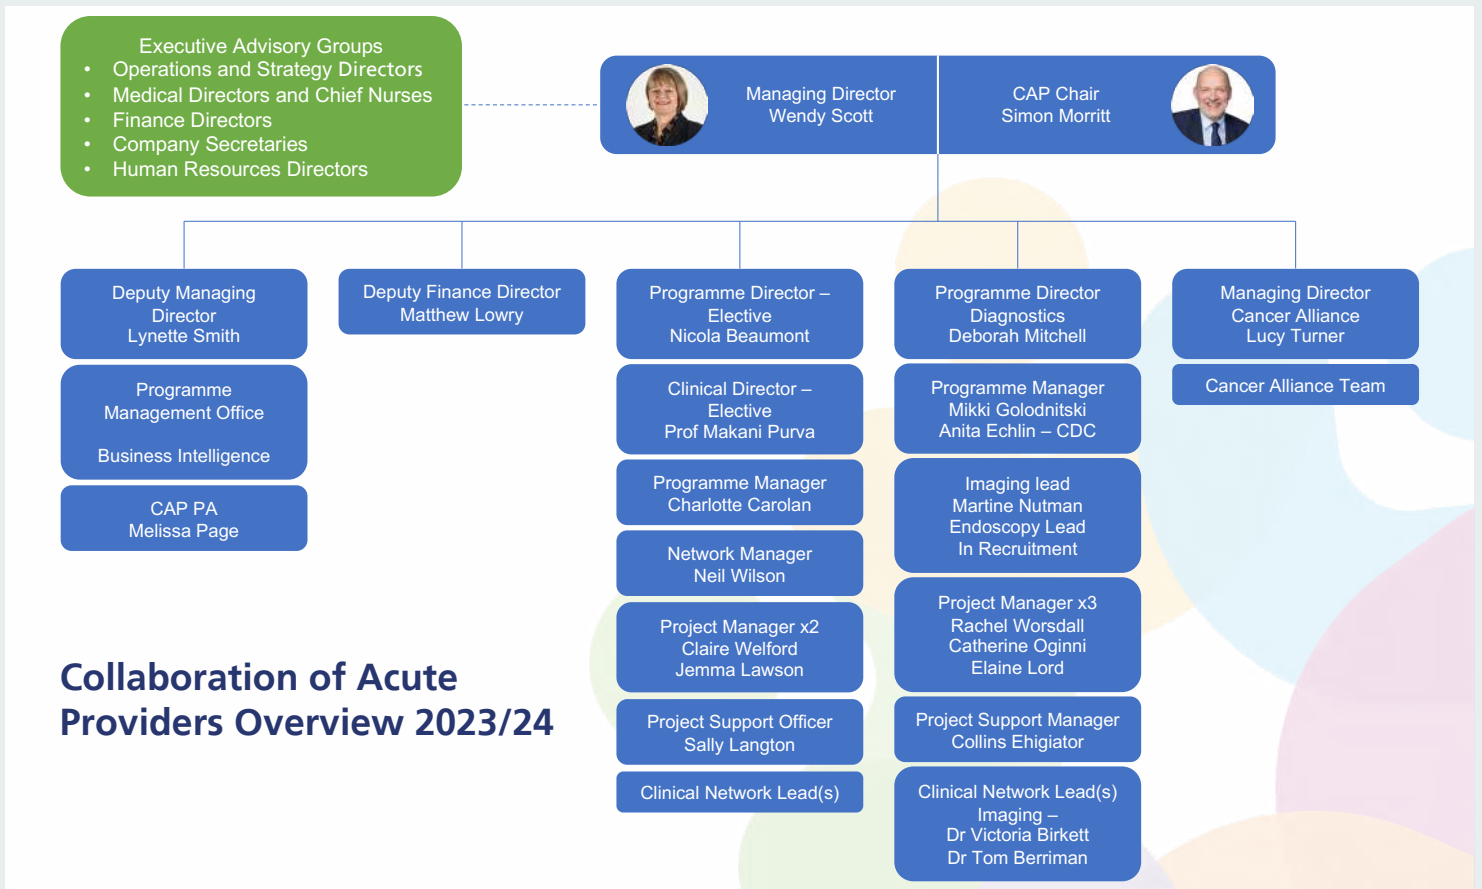 Executive Advisory Groups
• Operations and Strategy Directors
• Medical Directors and Chief Nurses
• Finance Directors
• Company Secretaries
• Human Resources Directors
Managing Director
Wendy Scott
CAP Chair
Simon Morritt
Deputy Managing
Director
Lynette Smith
Programme
Management Office
Business Intelligence
CAP PA
Melissa Page
Deputy Finance Director
Matthew Lowry
Programme Director –
Elective
Nicola Beaumont
Clinical Director –
Elective
Prof Makani Purva
Programme Manager
Charlotte Carolan
Network Manager
Neil Wilson
Project Manager x2
Claire Welford
Jemma Lawson
Project Support Officer
Sally Langton
Clinical Network Lead(s)
Programme Director
Diagnostics
Deborah Mitchell
Programme Manager
Mikki Golodnitski
Anita Echlin – CDC
Imaging lead
Martine Nutman
Endoscopy Lead
In Recruitment
Project Manager x3
Rachel Worsdall
Catherine Oginni
Elaine Lord
Project Support Manager
Collins Ehigiator
Clinical Network Lead(s)
Imaging –
Dr Victoria Birkett
Dr Tom Berriman
Managing Director
Cancer Alliance
Lucy Turner
Cancer Alliance Team
Collaboration of Acute
Providers Overview 2023/24